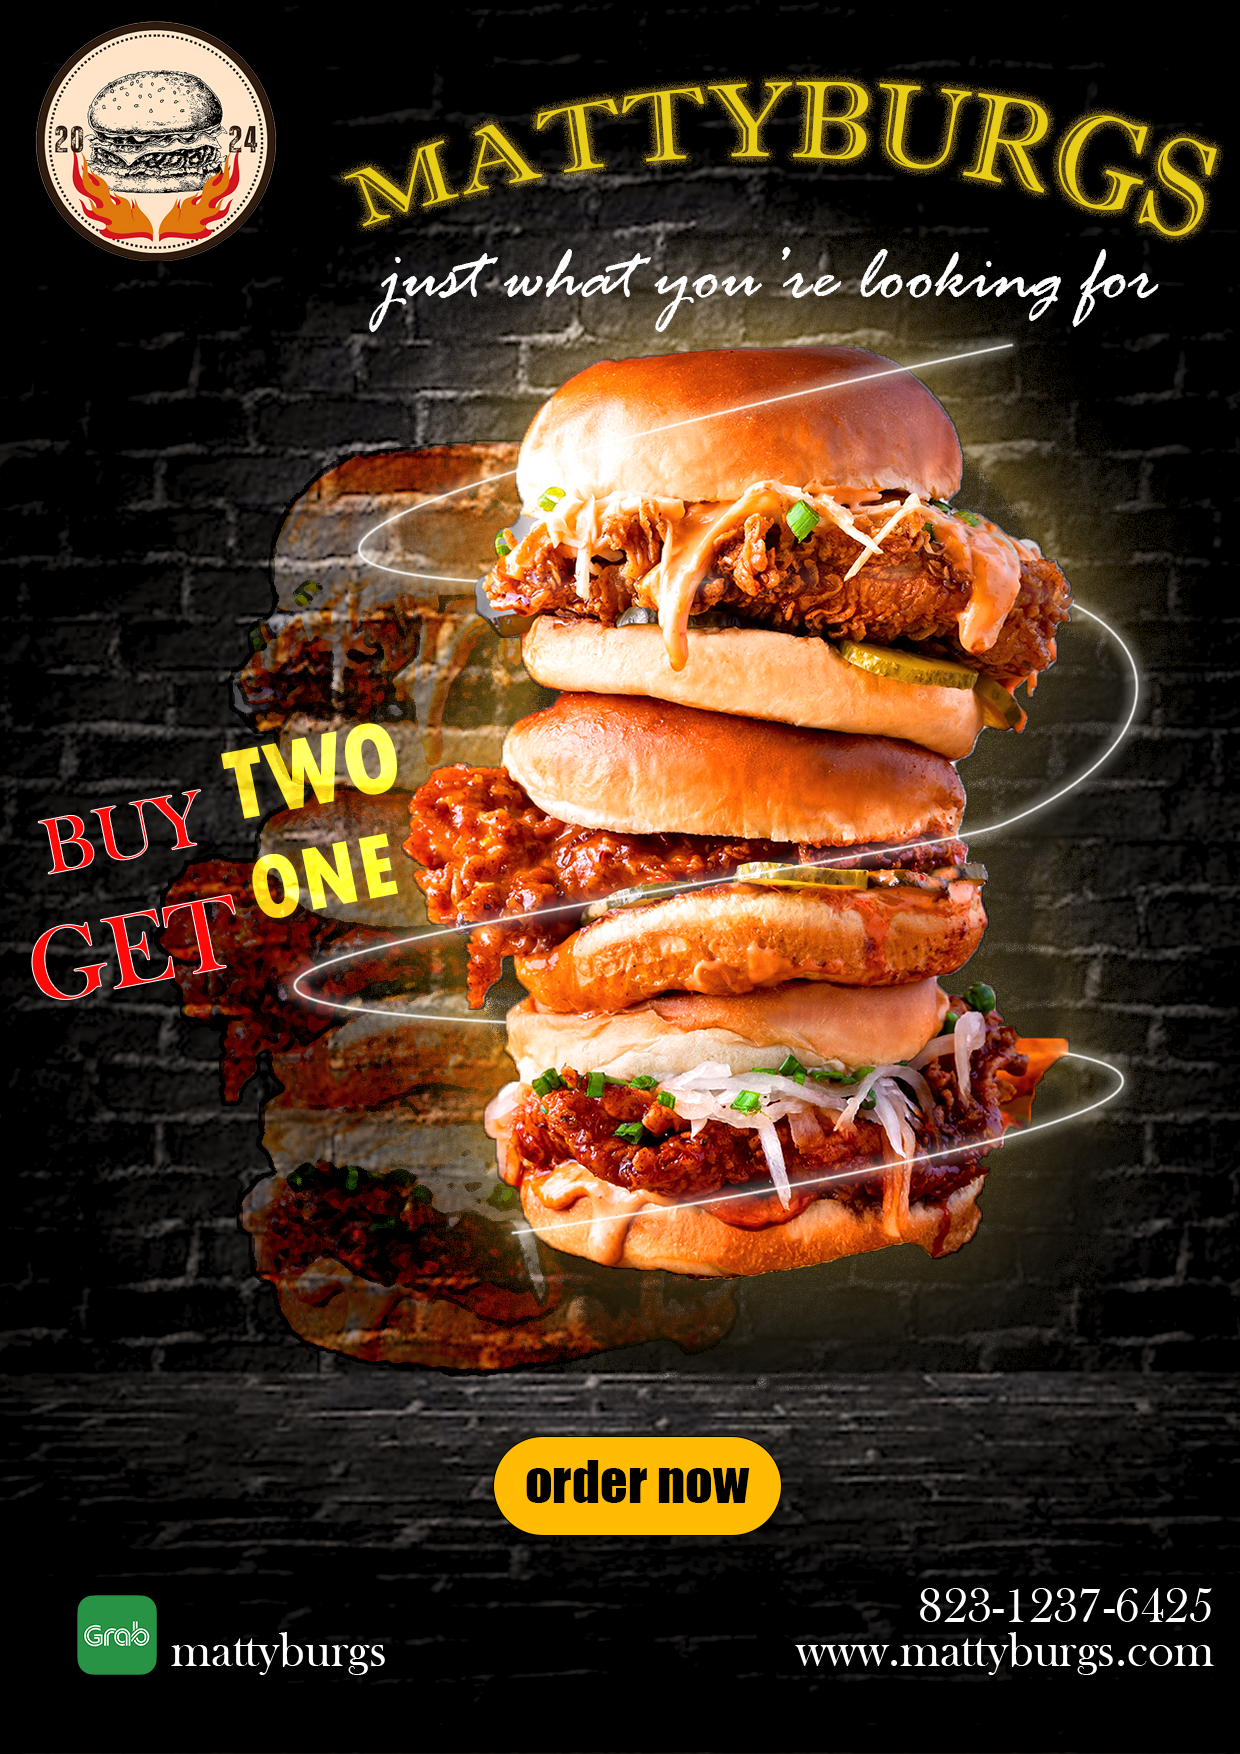 20 24
MATTYBURGS
just what you're looking for
BUY TWO
GET ONE
order now
Grab
mattyburgs
823-1237-6425
www.mattyburgs.com